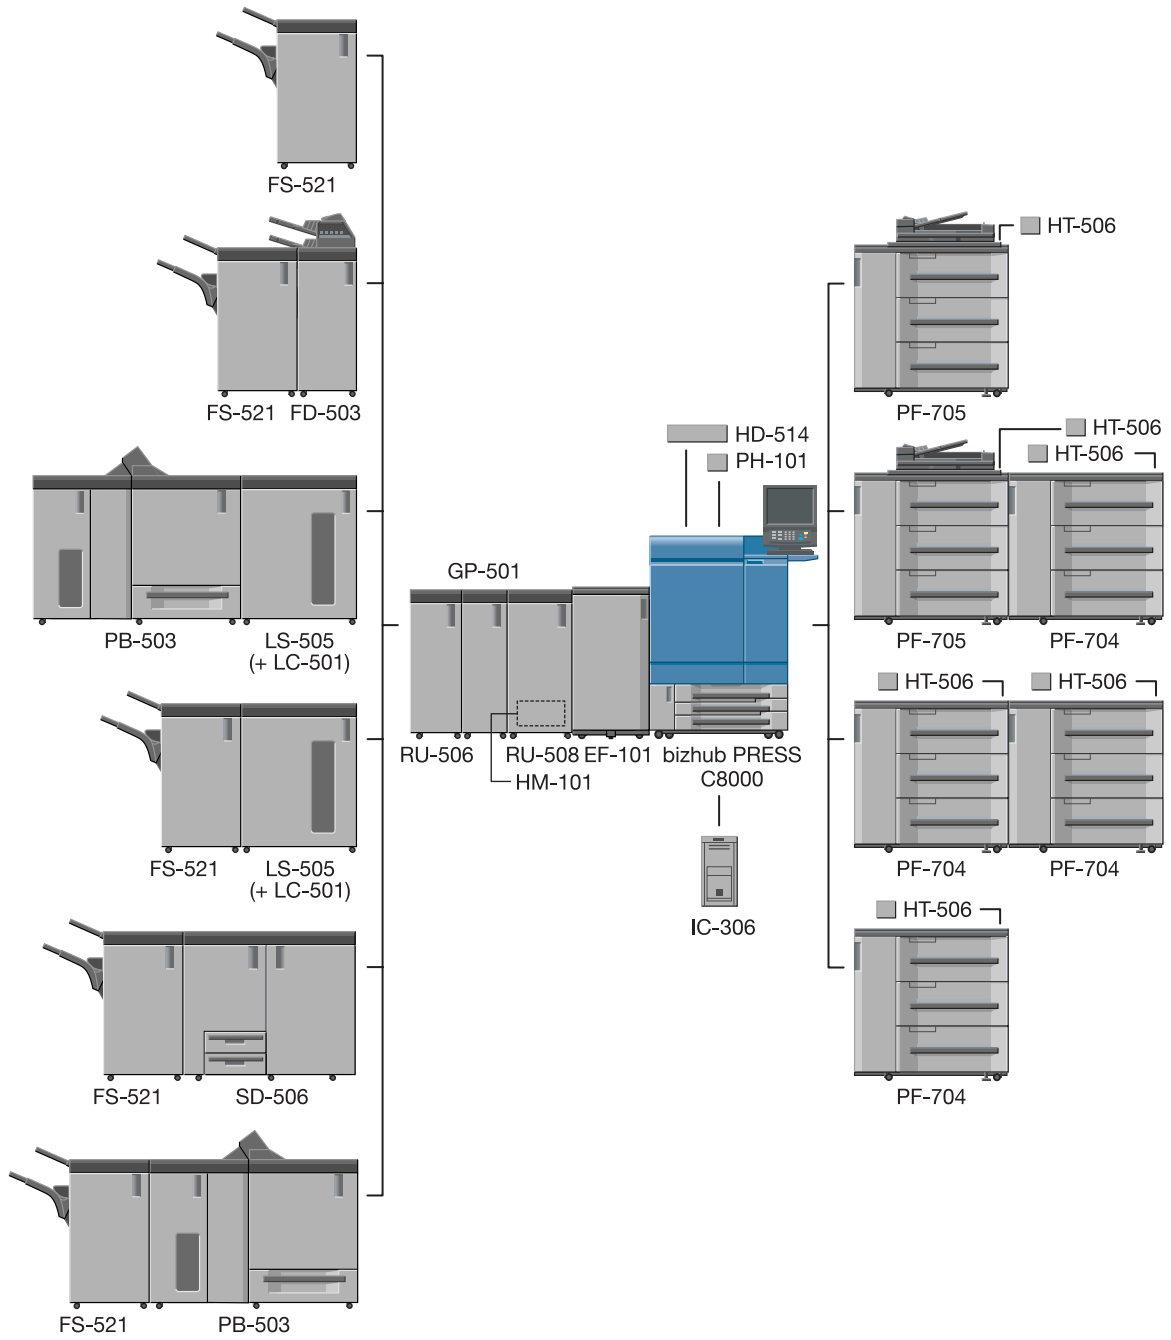 FS-521
FS-521 FD-503
PB-503 LS-505
(+ LC-501)
FS-521 LS-505
(+ LC-501)
FS-521 SD-506
FS-521 PB-503
HD-514
PH-101
GP-501
RU-506 RU-508 EF-101 bizhub PRESS
C8000
HM-101
IC-306
HT-506
PF-705
HT-506
HT-506
PF-705 PF-704
HT-506 HT-506
PF-704 PF-704
HT-506
PF-704